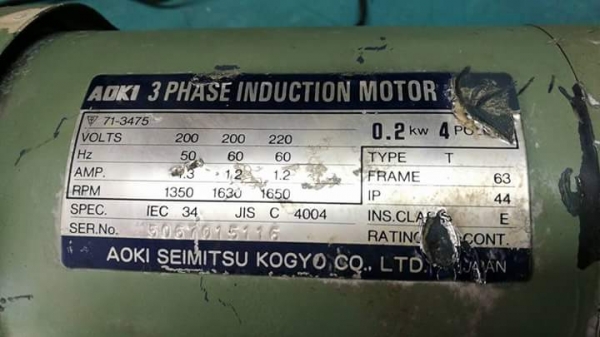 AOKI 3 PHASE INDUCTION MOTOR
71-3475
VOLTS 200 200 220
0.2 kw 4
Hz 50 60 60
TYPE T
AMP. 1.2 1.2
FRAME 63
RPM 1350 1630 1650
IP 44
SPEC. IEC 34 JIS C 4004
INS. E
SER.No.
RATING CONT.
AOKI SEIMITSU KOGYO CO., LTD.